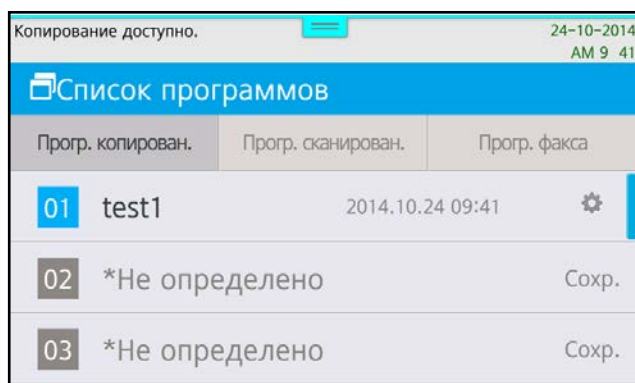 Копирование доступно. 24-10-2014
AM 9 41
Список программов
Прогр. копирован. Прогр. сканирован. Прогр. факса
01 test1 2014.10.24 09:41
02 *Не определено Сохр.
03 *Не определено Сохр.